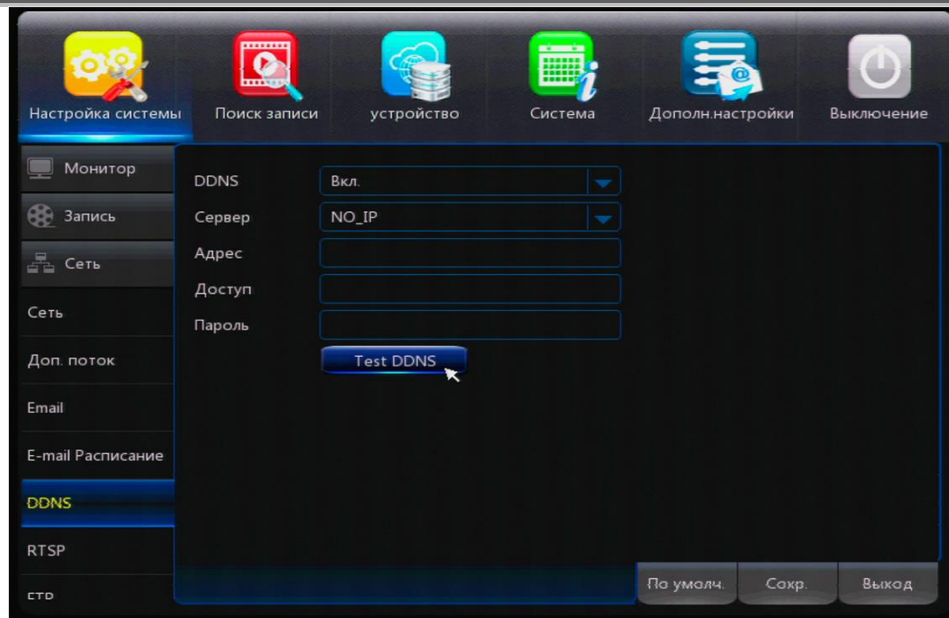 Настройка системы
Поиск записи
устройство
Система
Дополн.настройки
Выключение
Монитор
Запись
Сеть
Сеть
Доп. поток
Email
E-mail Расписание
DDNS
RTSP
FTP
DDNS
Вкл.
Сервер
NO_IP
Адрес
Доступ
Пароль
Test DDNS
По умолч.
Сохр.
Выход